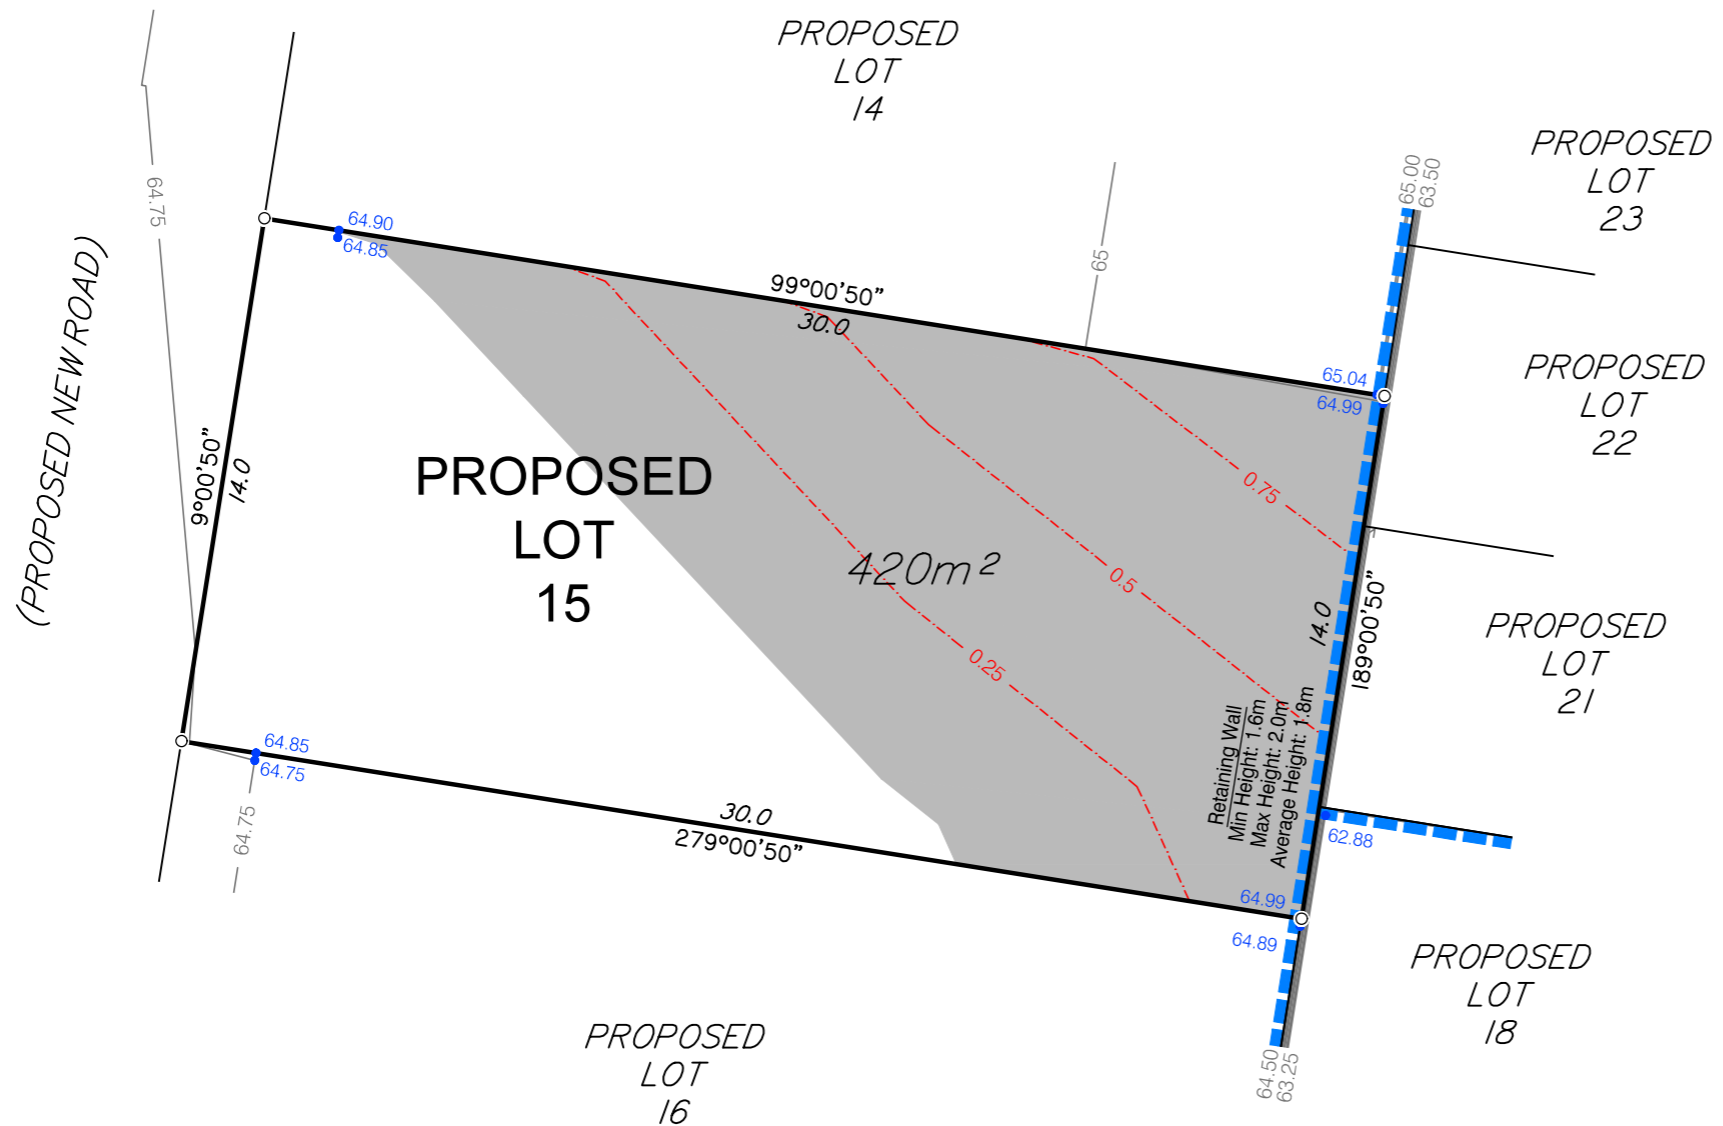 PROPOSED
LOT
14
PROPOSED
LOT
23
65.00
63.50
64.75
64.90
64.85
65
99°00'50"
30.0
(PROPOSED NEW ROAD)
65.04
64.99
PROPOSED
LOT
22
9°00'50"
14.0
PROPOSED
LOT
15
0.75
420m²
0.5
0.25
14.0
189°00'50"
PROPOSED
LOT
21
Retaining Wall
Min Height: 1.6m
Max Height: 2.0m
Average Height: 1.8m
64.85
64.75
64.75
30.0
279°00'50"
62.88
64.99
64.89
PROPOSED
LOT
18
PROPOSED
LOT
16
64.50
63.25